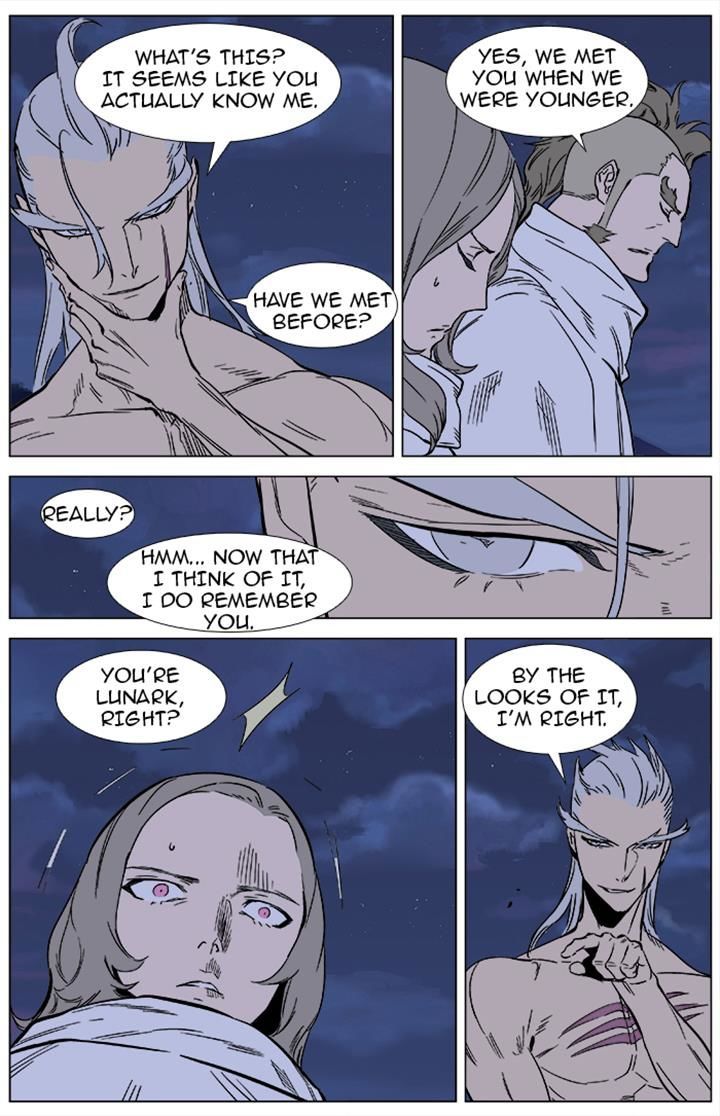 WHAT'S THIS?
IT SEEMS LIKE YOU
ACTUALLY KNOW ME.
HAVE WE MET
BEFORE?
YES, WE MET
YOU WHEN WE
WERE YOUNGER.
REALLY?
HMM... NOW THAT
I THINK OF IT,
I DO REMEMBER
YOU.
YOU'RE
LUNARK,
RIGHT?
BY THE
LOOKS OF IT,
I'M RIGHT.